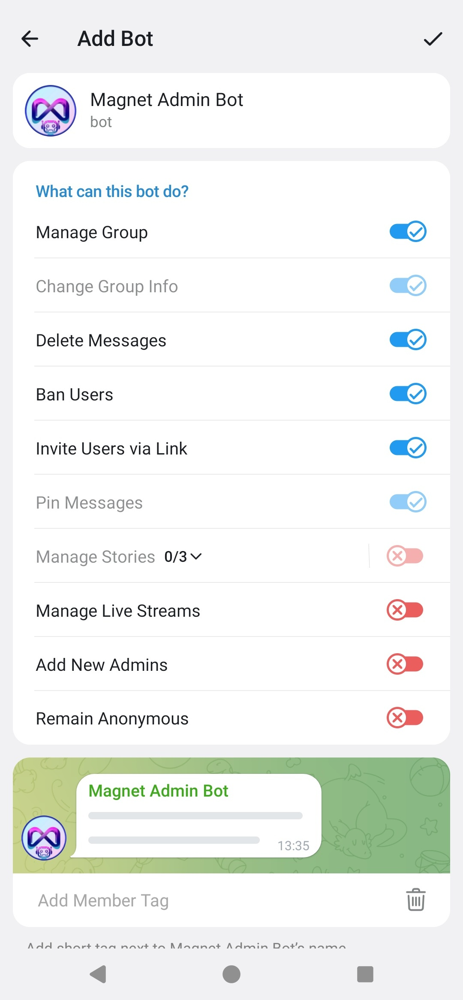 Add Bot
Magnet Admin Bot
bot
What can this bot do?
Manage Group
Change Group Info
Delete Messages
Ban Users
Invite Users via Link
Pin Messages
Manage Stories 0/3
Manage Live Streams
Add New Admins
Remain Anonymous
Magnet Admin Bot
13:35
Add Member Tag
Add short tag next to Magnet Admin Bot’s name